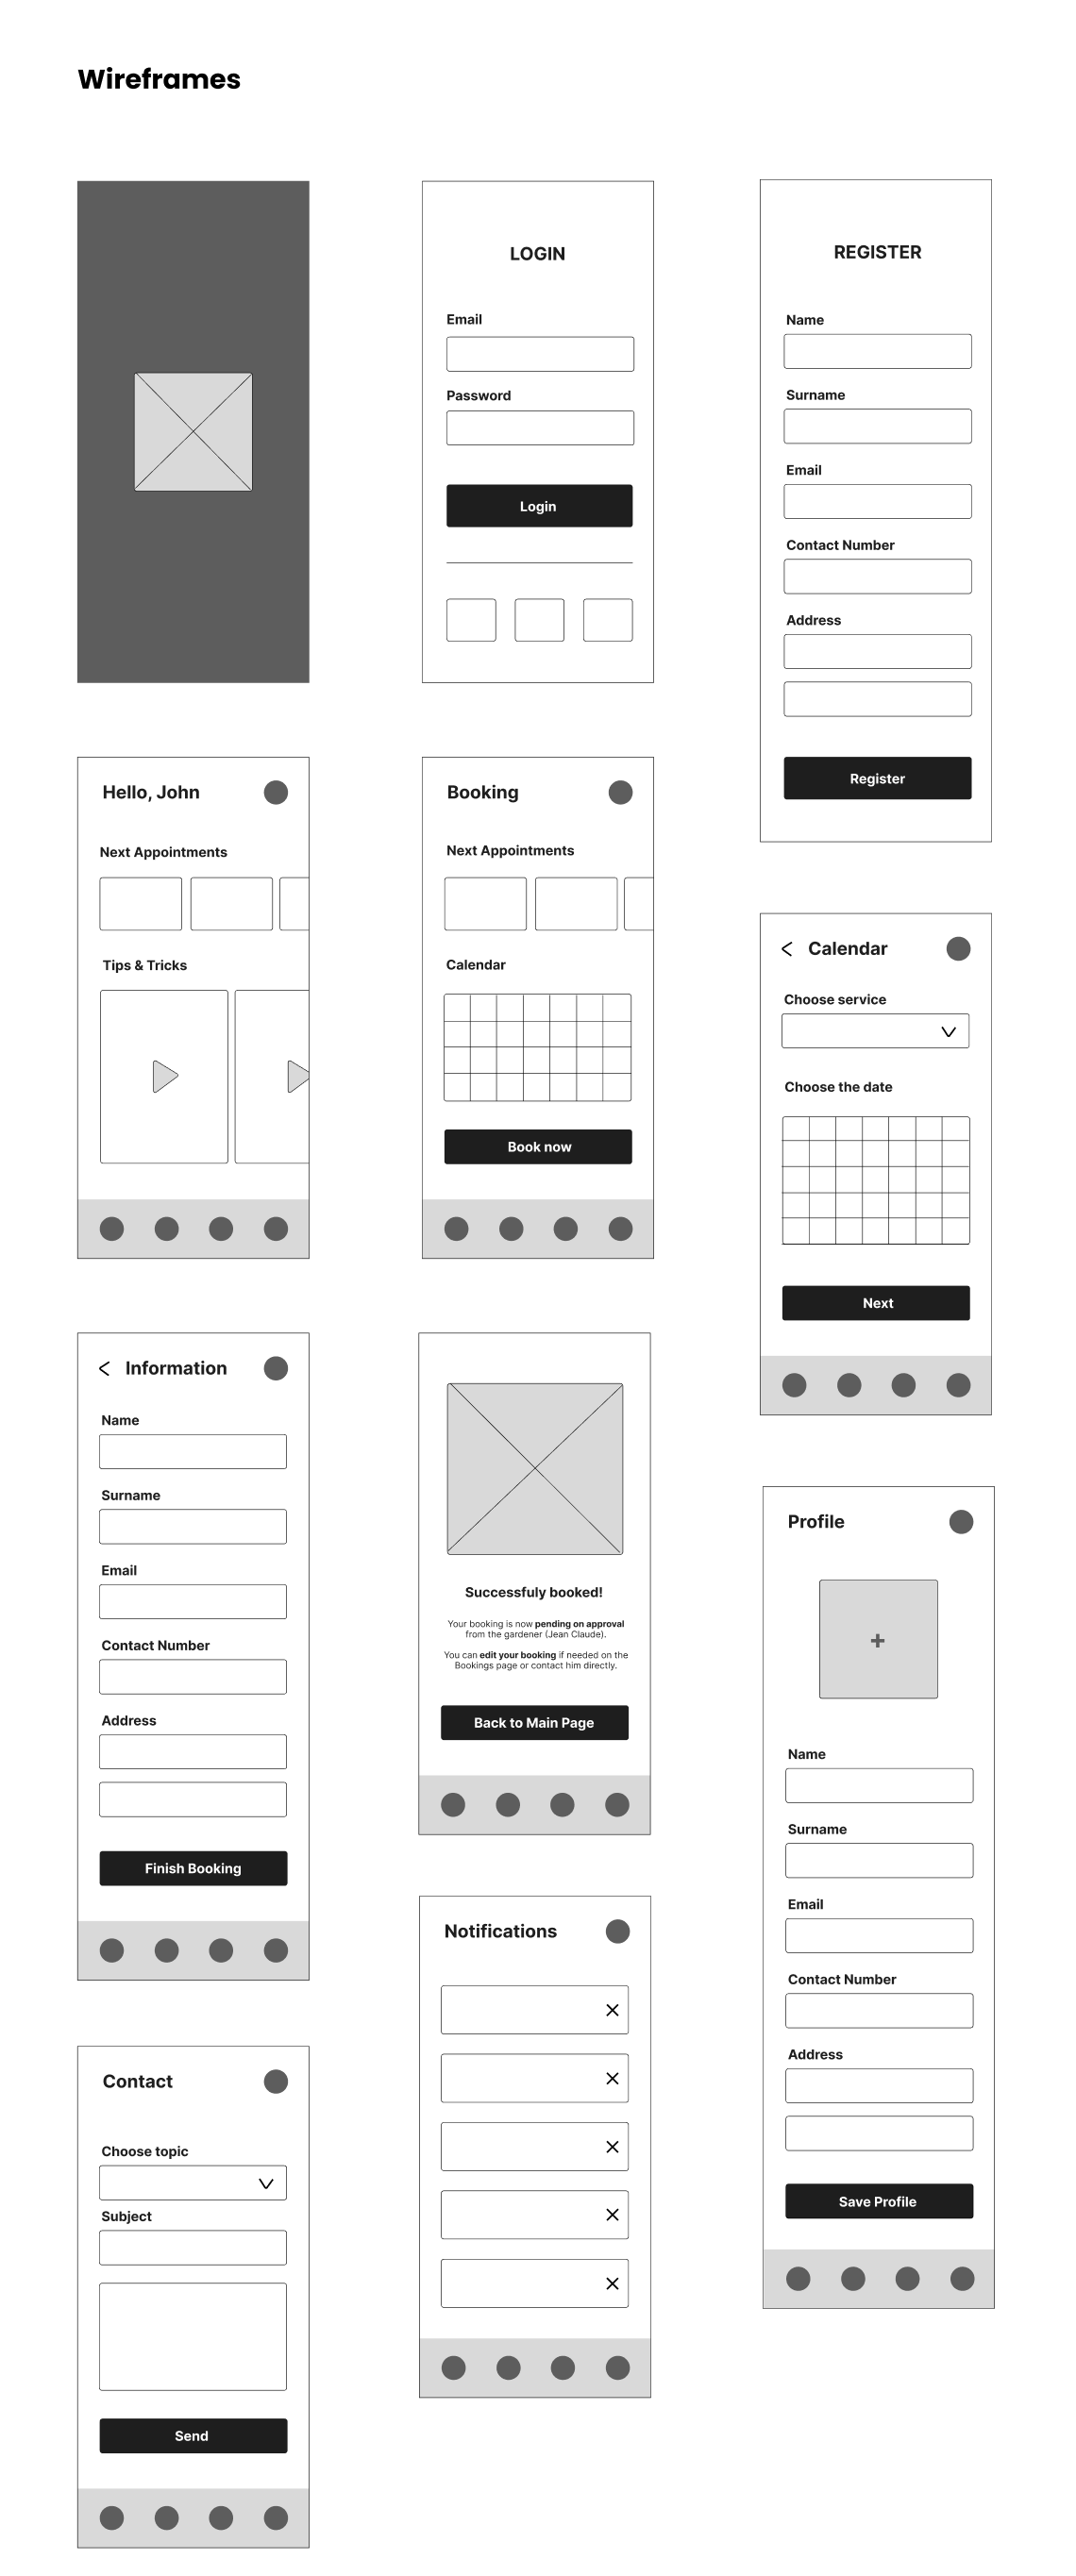 Wireframes
LOGIN
Email
Password
Login
REGISTER
Name
Surname
Email
Contact Number
Address
Register
Hello, John
Next Appointments
Tips & Tricks
Booking
Next Appointments
Calendar
Book now
Calendar
Choose service
Choose the date
Next
Information
Name
Surname
Email
Contact Number
Address
Finish Booking
Successfuly booked!
Your booking is now pending on approval
from the gardener (Jean Claude).
You can edit your booking if needed on the
Bookings page or contact him directly.
Back to Main Page
Profile
+
Name
Surname
Email
Contact Number
Address
Save Profile
Contact
Choose topic
Subject
Send
Notifications